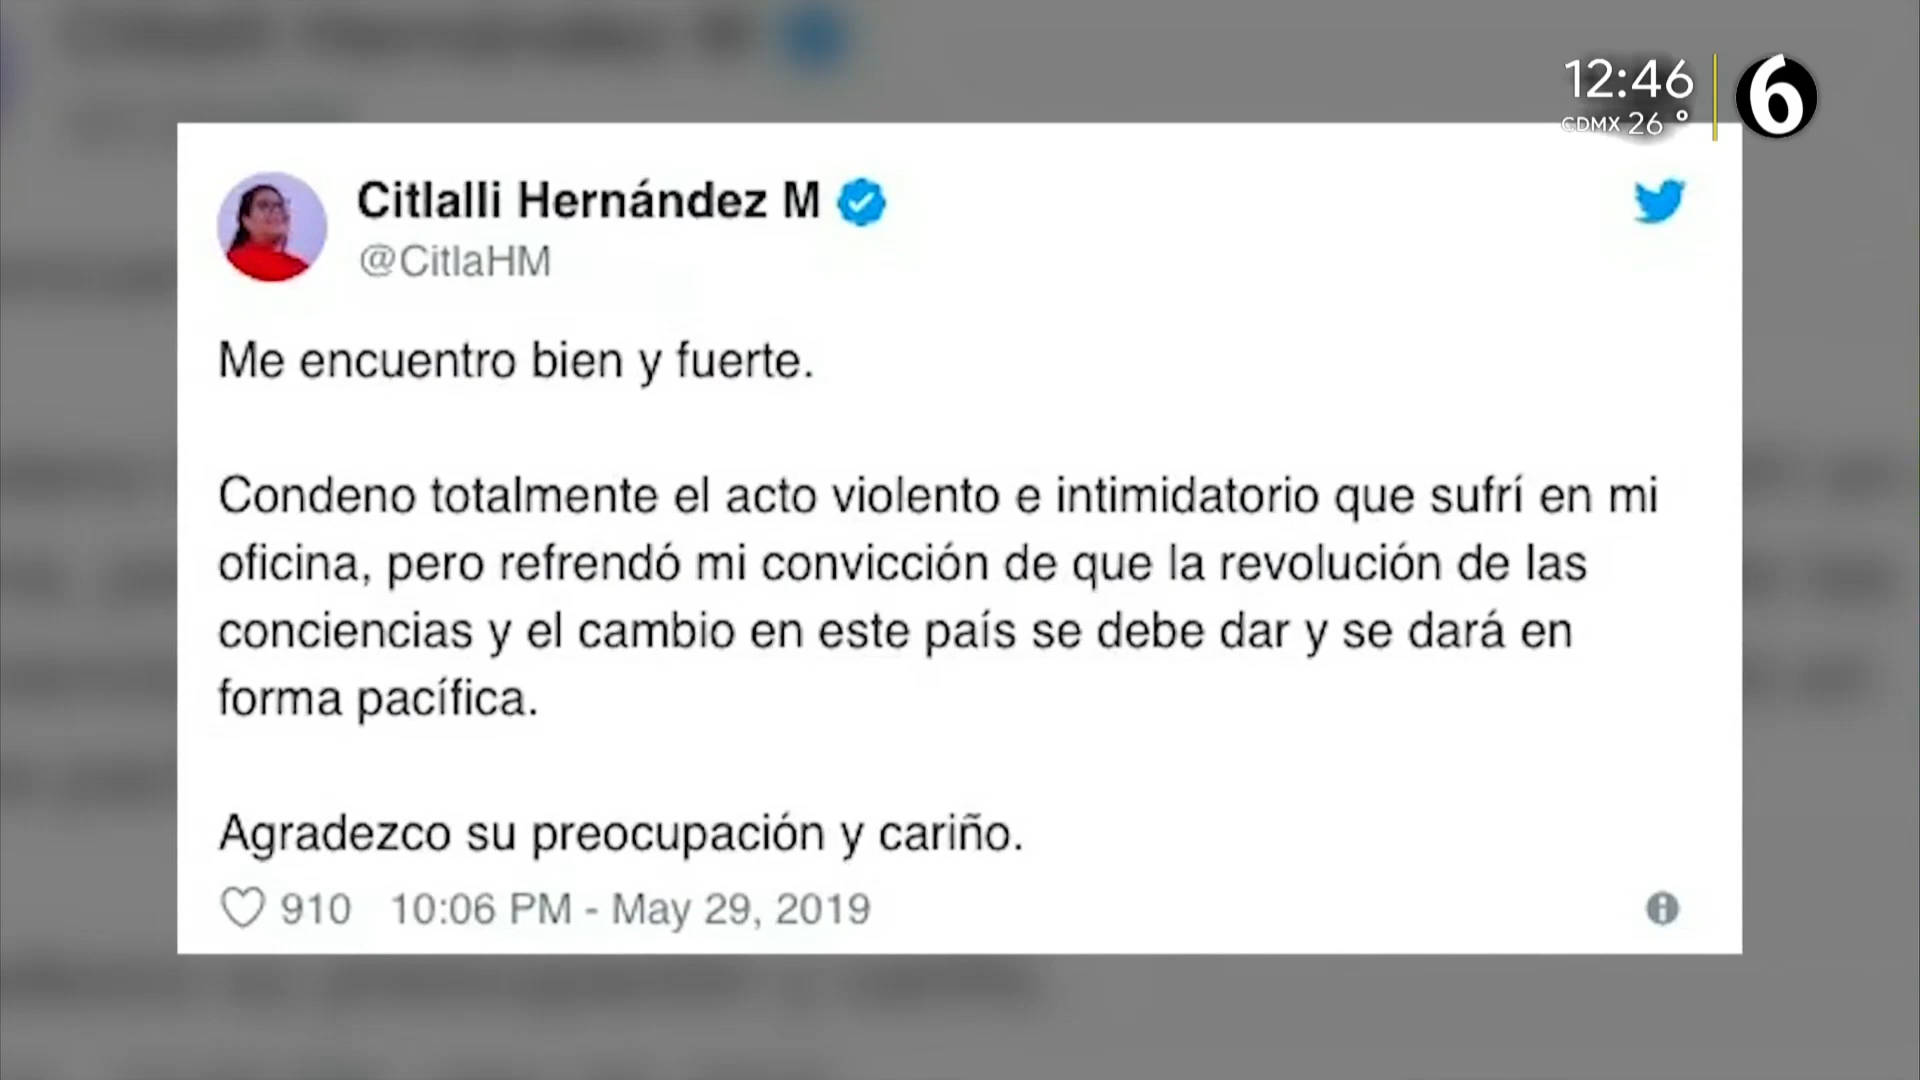 12:46
CDMX 26°
6
Citlalli Hernández M
@CitlaHM
Me encuentro bien y fuerte.
Condeno totalmente el acto violento e intimidatorio que sufrí en mi
oficina, pero refrendó mi convicción de que la revolución de las
conciencias y el cambio en este país se debe dar y se dará en
forma pacífica.
Agradezco su preocupación y cariño.
910 10:06 PM - May 29, 2019